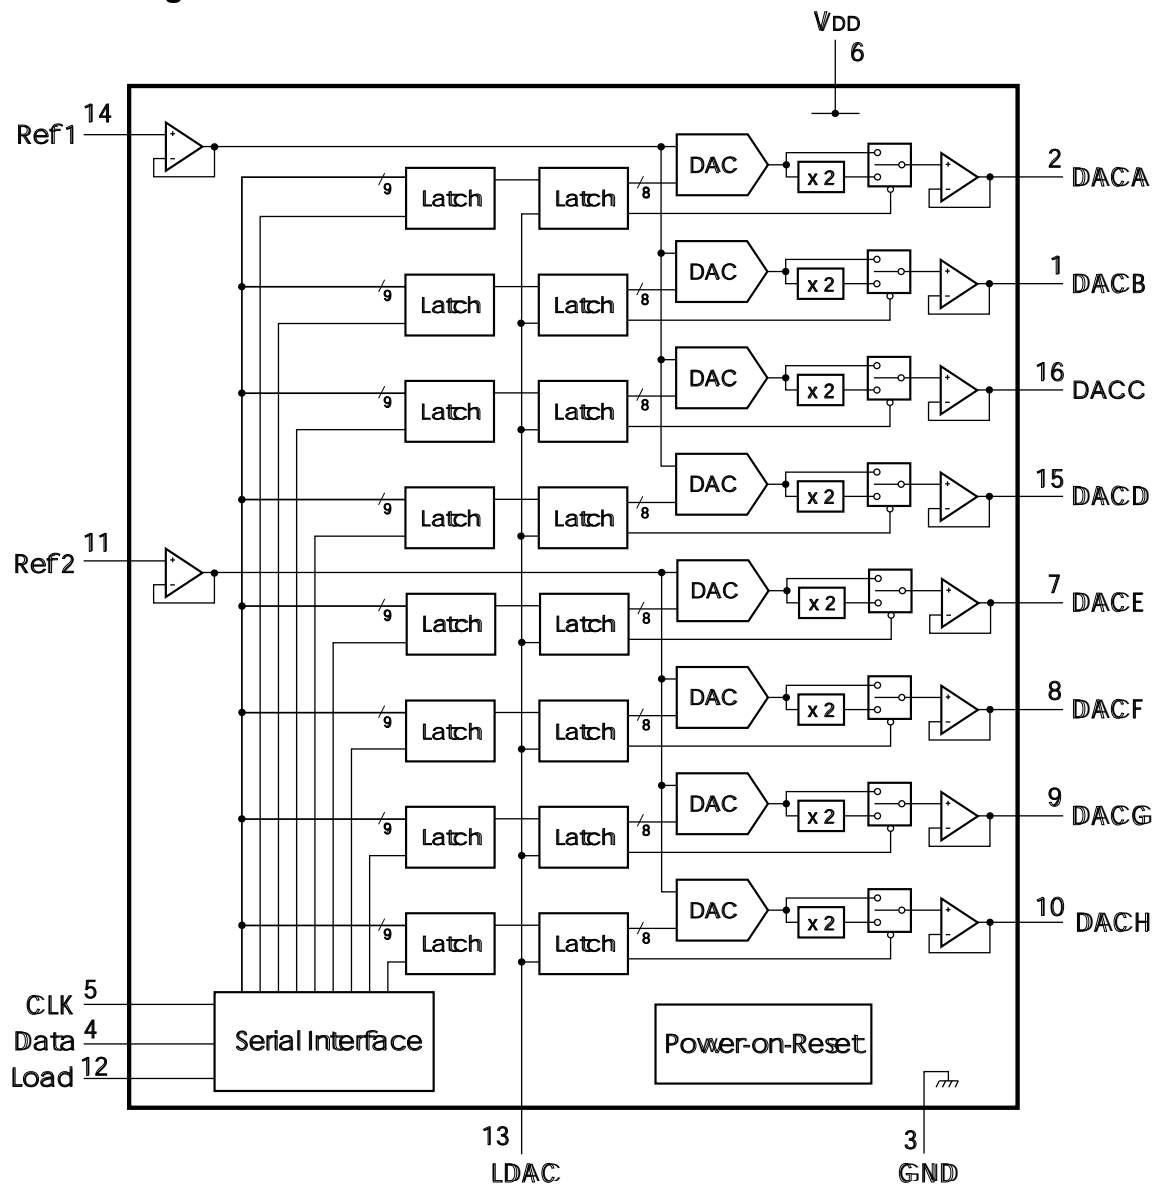 VDD
6
14
Ref1
DAC
x 2
2
DACA
9
Latch
Latch
8
DAC
x 2
1
DACB
9
Latch
Latch
8
DAC
x 2
16
DACC
9
Latch
Latch
8
DAC
x 2
15
DACD
9
Latch
Latch
8
11
Ref2
DAC
x 2
7
DACE
9
Latch
Latch
8
DAC
x 2
8
DACF
9
Latch
Latch
8
DAC
x 2
9
DACG
9
Latch
Latch
8
DAC
x 2
10
DACH
9
Latch
Latch
8
5
CLK
4
Data
12
Load
Serial Interface
Power-on-Reset
13
LDAC
3
GND